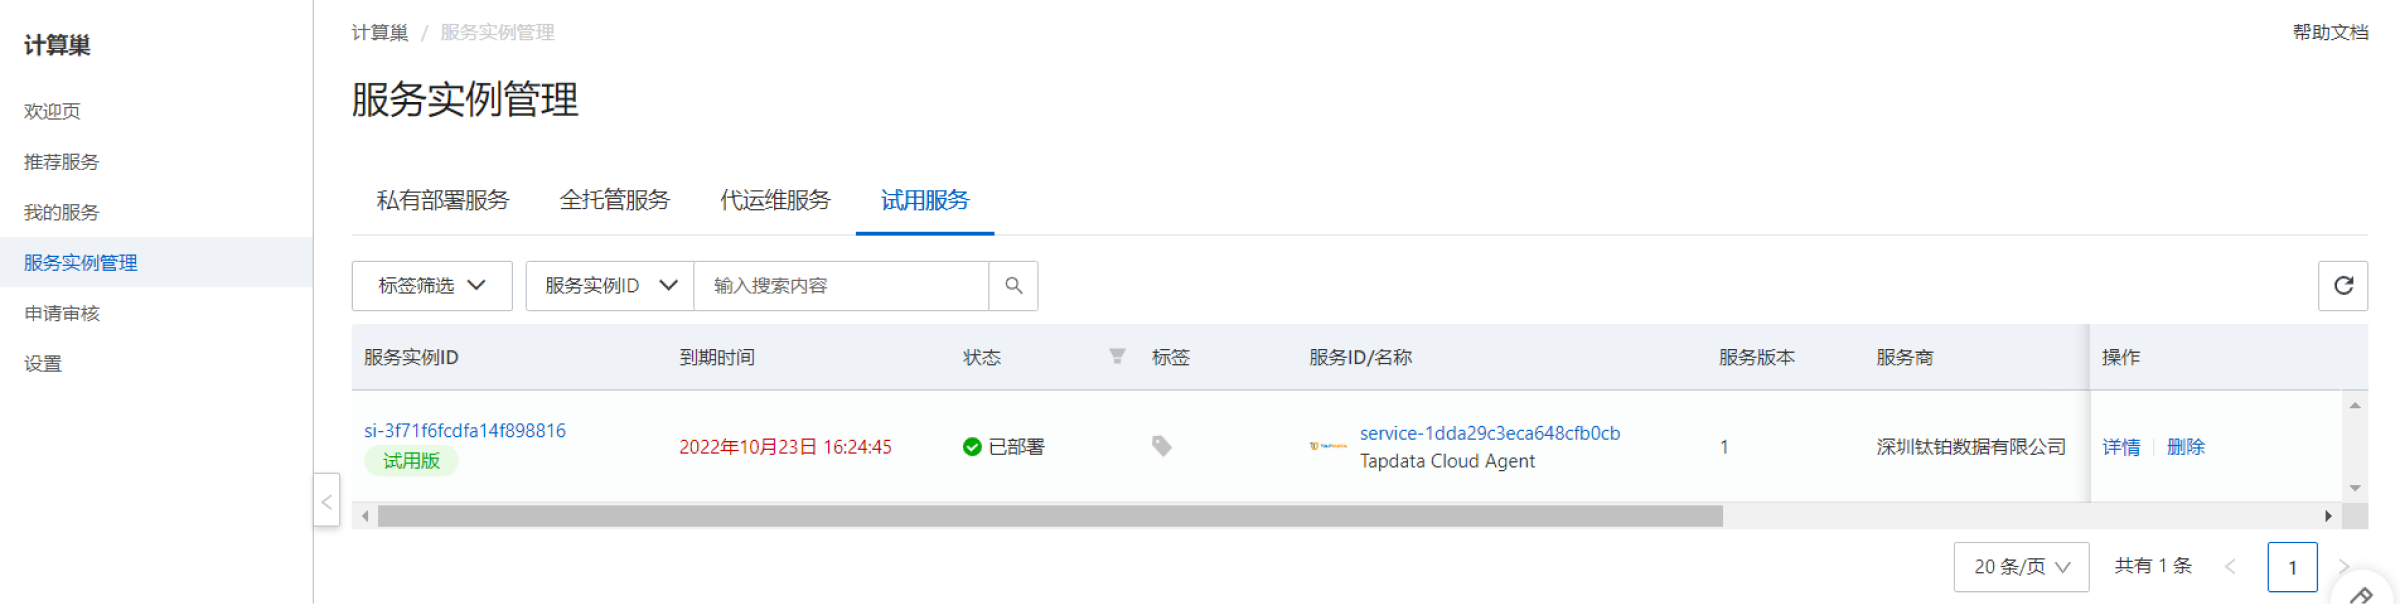 计算巢
欢迎页
推荐服务
我的服务
服务实例管理
申请审核
设置
计算巢 / 服务实例管理
帮助文档
服务实例管理
私有部署服务 全托管服务 代运维服务 试用服务
标签筛选 服务实例ID 输入搜索内容
服务实例ID 到期时间 状态 标签 服务ID/名称 服务版本 服务商 操作
si-3f71f6fcdfa14f898816
试用版
2022年10月23日 16:24:45
已部署
TAPDATA
service-1dda29c3eca648cfb0cb
Tapdata Cloud Agent
1
深圳钛铂数据有限公司
详情 删除
20 条/页 共有 1 条 1